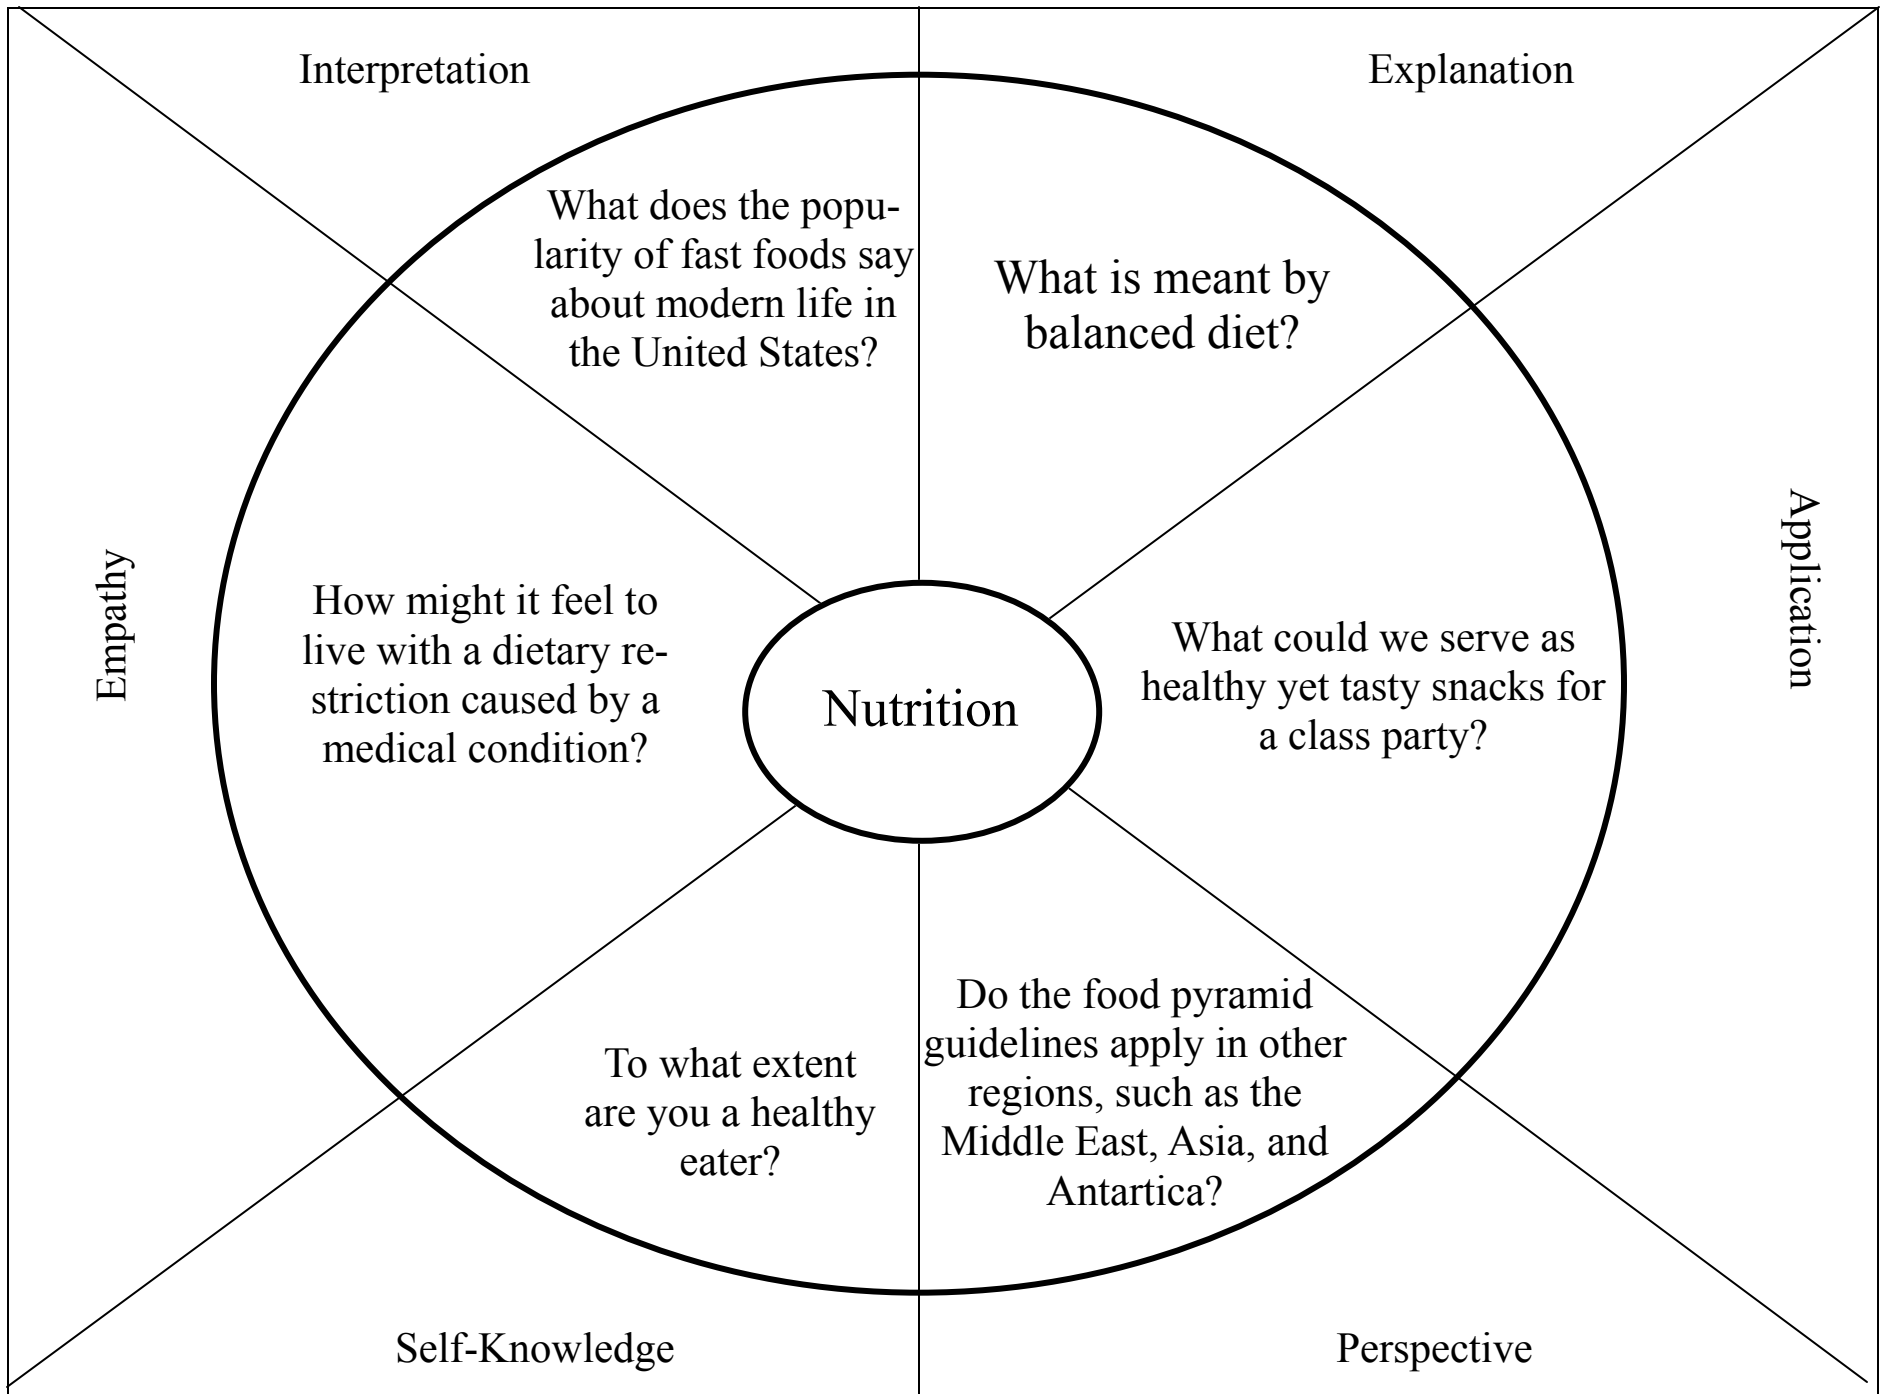 Interpretation
Explanation
What does the popu-
larity of fast foods say
about modern life in
the United States?
What is meant by
balanced diet?
Empathy
How might it feel to
live with a dietary re-
striction caused by a
medical condition?
Nutrition
What could we serve as
healthy yet tasty snacks for
a class party?
Application
To what extent
are you a healthy
eater?
Do the food pyramid
guidelines apply in other
regions, such as the
Middle East, Asia, and
Antartica?
Self-Knowledge
Perspective